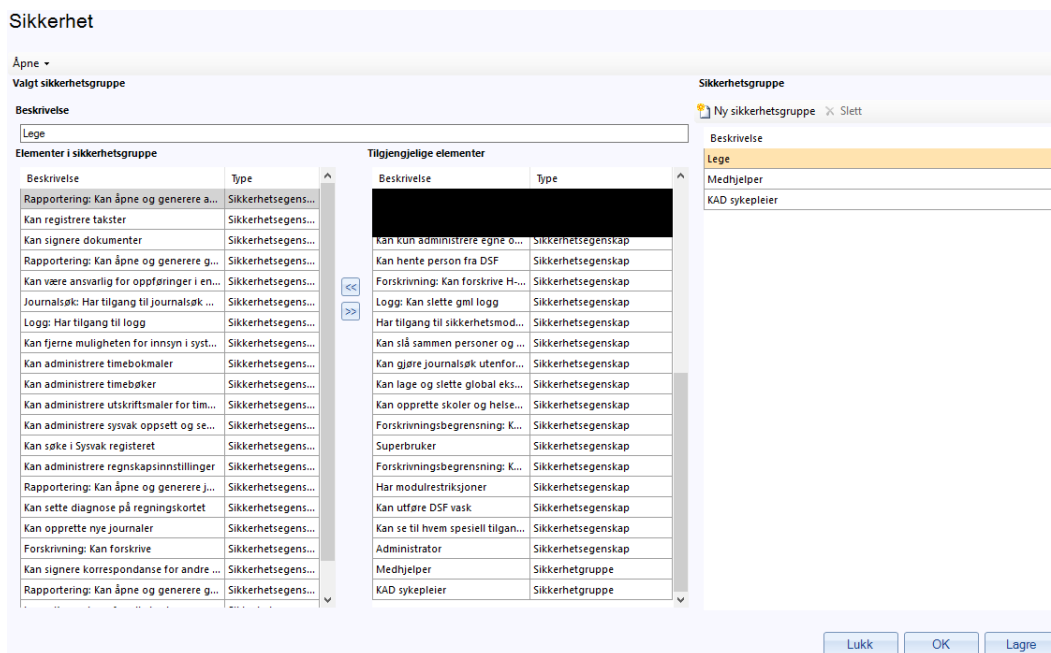 Sikkerhet
Åpne
Valgt sikkerhetsgruppe
Beskrivelse
Lege
Elementer i sikkerhetsgruppe
Beskrivelse Type
Rapportering: Kan åpne og generere a... Sikkerhetsegens...
Kan registrere takster Sikkerhetsegens...
Kan signere dokumenter Sikkerhetsegens...
Rapportering: Kan åpne og generere g... Sikkerhetsegens...
Kan være ansvarlig for oppføringer i en... Sikkerhetsegens...
Journalsøk: Har tilgang til journalsøk ... Sikkerhetsegens...
Logg: Har tilgang til logg Sikkerhetsegens...
Kan fjerne muligheten for innsyn i syst... Sikkerhetsegens...
Kan administrere timebokmaler Sikkerhetsegens...
Kan administrere timebøker Sikkerhetsegens...
Kan administrere utskriftsmaler for tim... Sikkerhetsegens...
Kan administrere sysvak oppsett og se... Sikkerhetsegens...
Kan søke i Sysvak registeret Sikkerhetsegens...
Kan administrere regnskapsinnstillinger Sikkerhetsegens...
Rapportering: Kan åpne og generere j... Sikkerhetsegens...
Kan sette diagnose på regningskortet Sikkerhetsegens...
Kan opprette nye journaler Sikkerhetsegens...
Forskrivning: Kan forskrive Sikkerhetsegens...
Kan signere korrespondanse for andre ... Sikkerhetsegens...
Rapportering: Kan åpne og generere g... Sikkerhetsegens...
<<
>>
Tilgjengelige elementer
Beskrivelse Type
Kan kun administrere egne o... Sikkerhetsegenskap
Kan hente person fra DSF Sikkerhetsegenskap
Forskrivning: Kan forskrive H-... Sikkerhetsegenskap
Logg: Kan slette gml logg Sikkerhetsegenskap
Har tilgang til sikkerhetsmod... Sikkerhetsegenskap
Kan slå sammen personer og ... Sikkerhetsegenskap
Kan gjøre journalsøk utenfor... Sikkerhetsegenskap
Kan lage og slette global eks... Sikkerhetsegenskap
Kan opprette skoler og helse... Sikkerhetsegenskap
Forskrivningsbegrensning: K... Sikkerhetsegenskap
Superbruker Sikkerhetsegenskap
Forskrivningsbegrensning: K... Sikkerhetsegenskap
Har modulrestriksjoner Sikkerhetsegenskap
Kan utføre DSF vask Sikkerhetsegenskap
Kan se til hvem spesiell tilgan... Sikkerhetsegenskap
Administrator Sikkerhetsegenskap
Medhjelper Sikkerhetgruppe
KAD sykepleier Sikkerhetgruppe
Sikkerhetsgruppe
Ny sikkerhetsgruppe Slett
Beskrivelse
Lege
Medhjelper
KAD sykepleier
Lukk OK Lagre